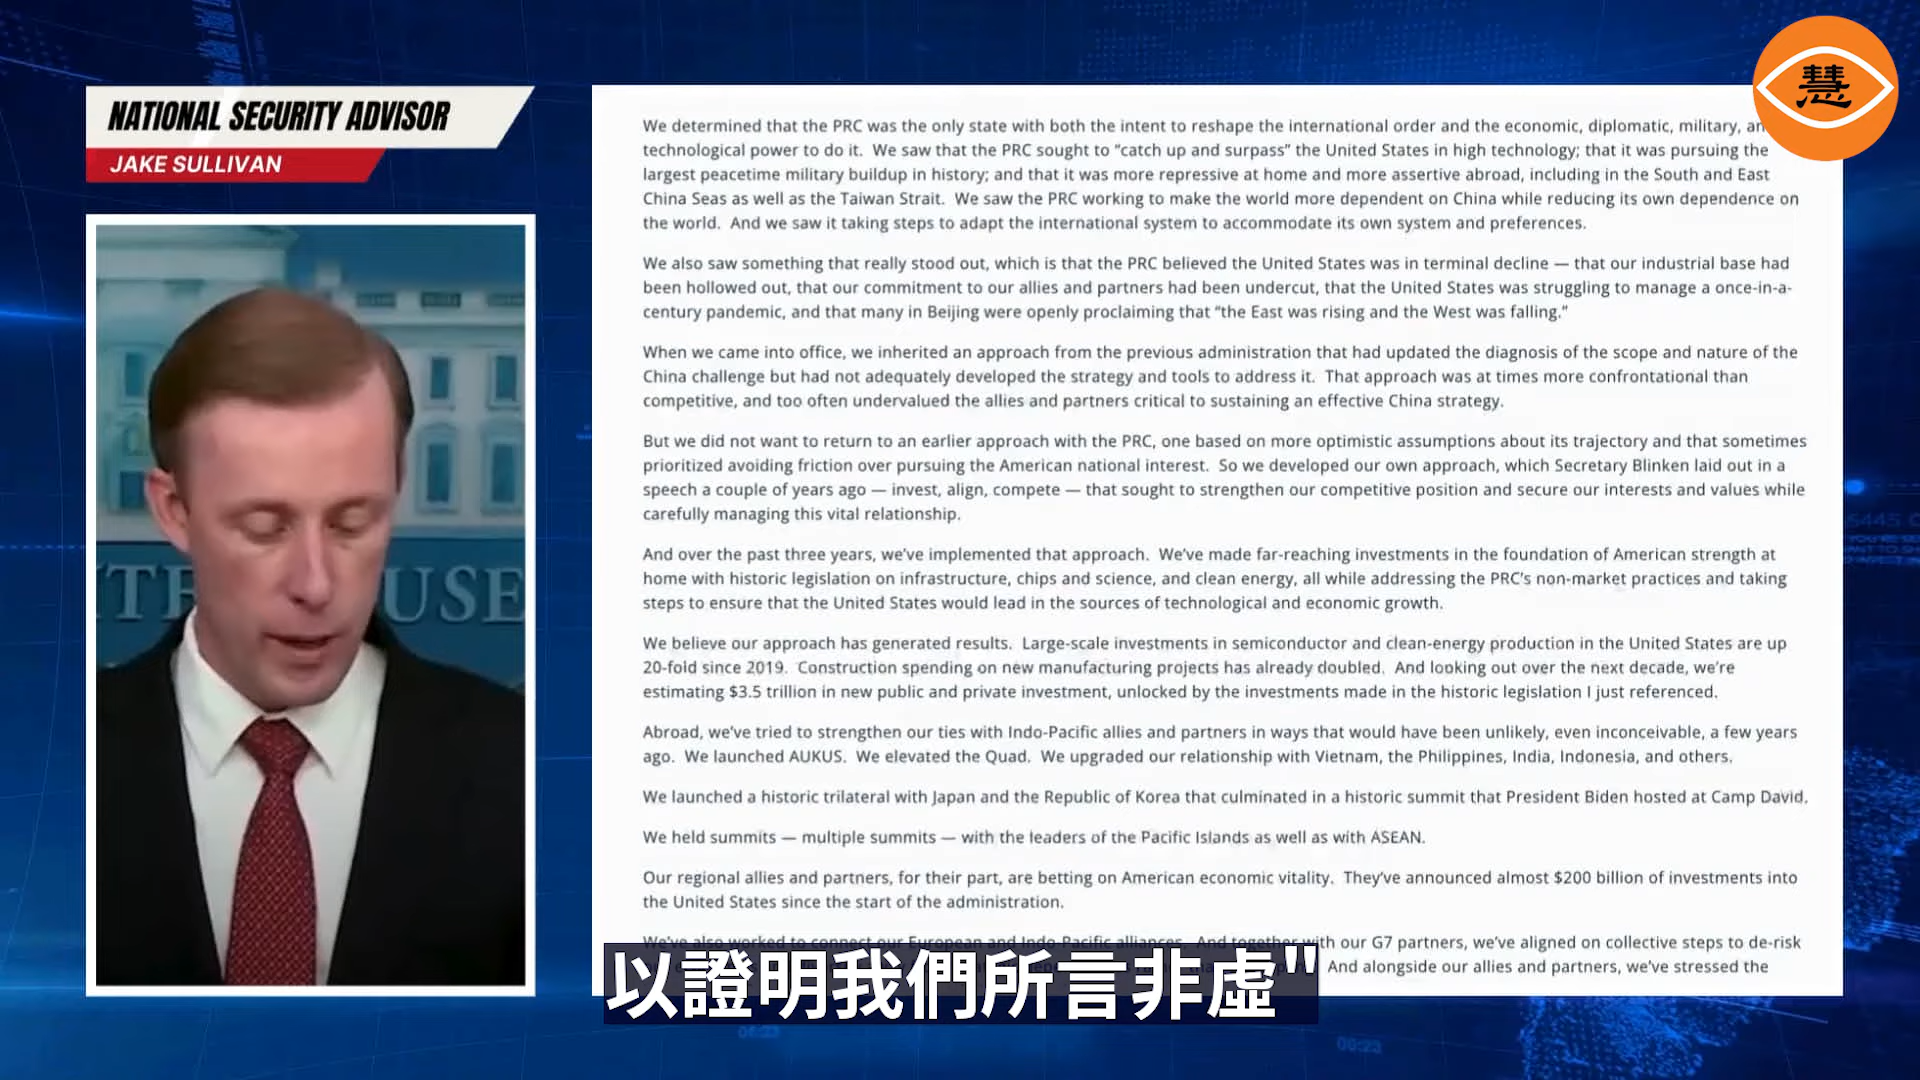 慧
NATIONAL SECURITY ADVISOR
JAKE SULLIVAN
We determined that the PRC was the only state with both the intent to reshape the international order and the economic, diplomatic, military,
technological power to do it.  We saw that the PRC sought to “catch up and surpass” the United States in high technology; that it was pursuing the
largest peacetime military buildup in history; and that it was more repressive at home and more assertive abroad, including in the South and East
China Seas as well as the Taiwan Strait.  We saw the PRC working to make the world more dependent on China while reducing its own dependence on
the world.  And we saw it taking steps to adapt the international system to accommodate its own system and preferences.
We also saw something that really stood out, which is that the PRC believed the United States was in terminal decline — that our industrial base had
been hollowed out, that our commitment to our allies and partners had been undercut, that the United States was struggling to manage a once-in-a-
century pandemic, and that many in Beijing were openly proclaiming that “the East was rising and the West was falling.”
When we came into office, we inherited an approach from the previous administration that had updated the diagnosis of the scope and nature of the
China challenge but had not adequately developed the strategy and tools to address it.  That approach was at times more confrontational than
competitive, and too often undervalued the allies and partners critical to sustaining an effective China strategy.
But we did not want to return to an earlier approach with the PRC, one based on more optimistic assumptions about its trajectory and that sometimes
prioritized avoiding friction over pursuing the American national interest.  So we developed our own approach, which Secretary Blinken laid out in a
speech a couple of years ago — invest, align, compete — that sought to strengthen our competitive position and secure our interests and values while
carefully managing this vital relationship.
And over the past three years, we’ve implemented that approach.  We’ve made far-reaching investments in the foundation of American strength at
home with historic legislation on infrastructure, chips and science, and clean energy, all while addressing the PRC’s non-market practices and taking
steps to ensure that the United States would lead in the sources of technological and economic growth.
We believe our approach has generated results.  Large-scale investments in semiconductor and clean-energy production in the United States are up
20-fold since 2019.  Construction spending on new manufacturing projects has already doubled.  And looking out over the next decade, we’re
estimating $3.5 trillion in new public and private investment, unlocked by the investments made in the historic legislation I just referenced.
Abroad, we’ve tried to strengthen our ties with Indo-Pacific allies and partners in ways that would have been unlikely, even inconceivable, a few years
ago.  We launched AUKUS.  We elevated the Quad.  We upgraded our relationship with Vietnam, the Philippines, India, Indonesia, and others.
We launched a historic trilateral with Japan and the Republic of Korea that culminated in a historic summit that President Biden hosted at Camp David.
We held summits — multiple summits — with the leaders of the Pacific Islands as well as with ASEAN.
Our regional allies and partners, for their part, are betting on American economic vitality.  They’ve announced almost $200 billion of investments into
the United States since the start of the administration.
We’ve also worked to connect our European and Indo-Pacific alliances.  And together with our G7 partners, we’ve aligned on collective steps to de-risk
And alongside our allies and partners, we’ve stressed the
以證明我們所言非虛"